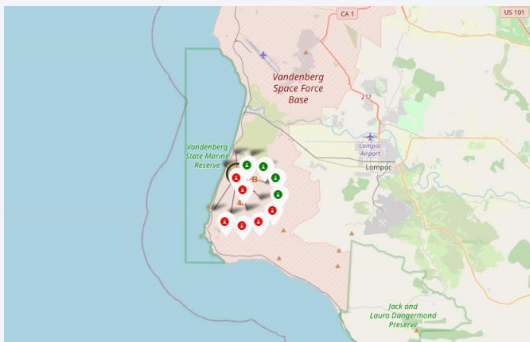 CA 1
US 101
Vandenberg
Space Force
Base
Vandenberg
State Marine
Reserve
Lompoc
Airport
Lompoc
Jack and
Laura Dangermond
Preserve